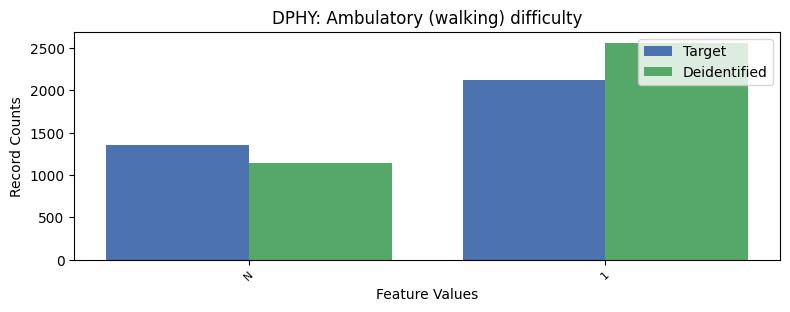 DPHY: Ambulatory (walking) difficulty
Target
Deidentified
2500
2000
1500
1000
500
0
Record Counts
N
1
Feature Values